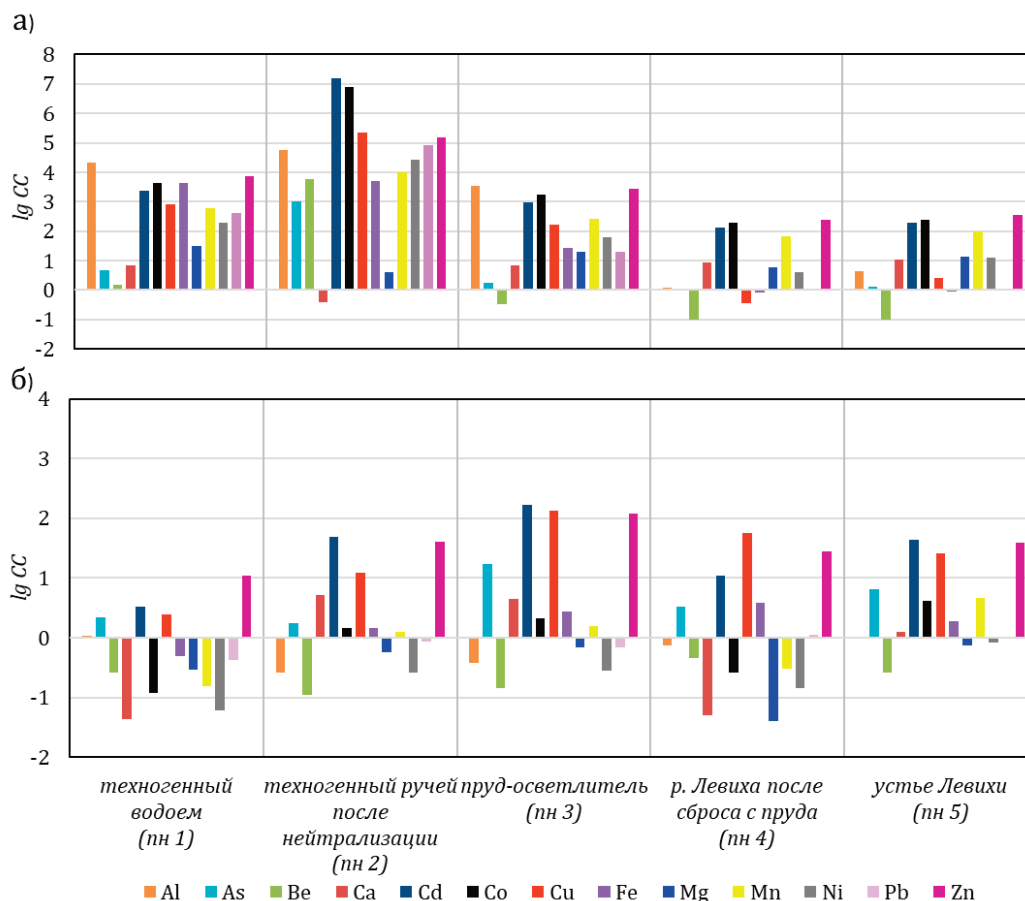 а)
8
7
6
5
4
3
2
1
0
-1
-2
lg CC
б)
4
3
2
1
0
-1
-2
lg CC
техногенный водоем (пн 1)
техногенный ручей после нейтрализации (пн 2)
пруд-осветлитель (пн 3)
р. Левиха после сброса с пруда (пн 4)
устье Левихи (пн 5)
Al As Be Ca Cd Co Cu Fe Mg Mn Ni Pb Zn